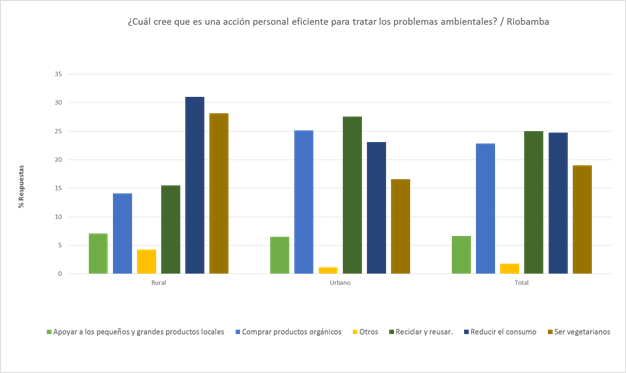 ¿Cuál cree que es una acción personal eficiente para tratar los problemas ambientales? / Riobamba
35
30
25
20
15
10
5
0
% Respuestas
Rural
Urbano
Total
Apoyar a los pequeños y grandes productos locales
Comprar productos orgánicos
Otros
Reciclar y reusar.
Reducir el consumo
Ser vegetarianos